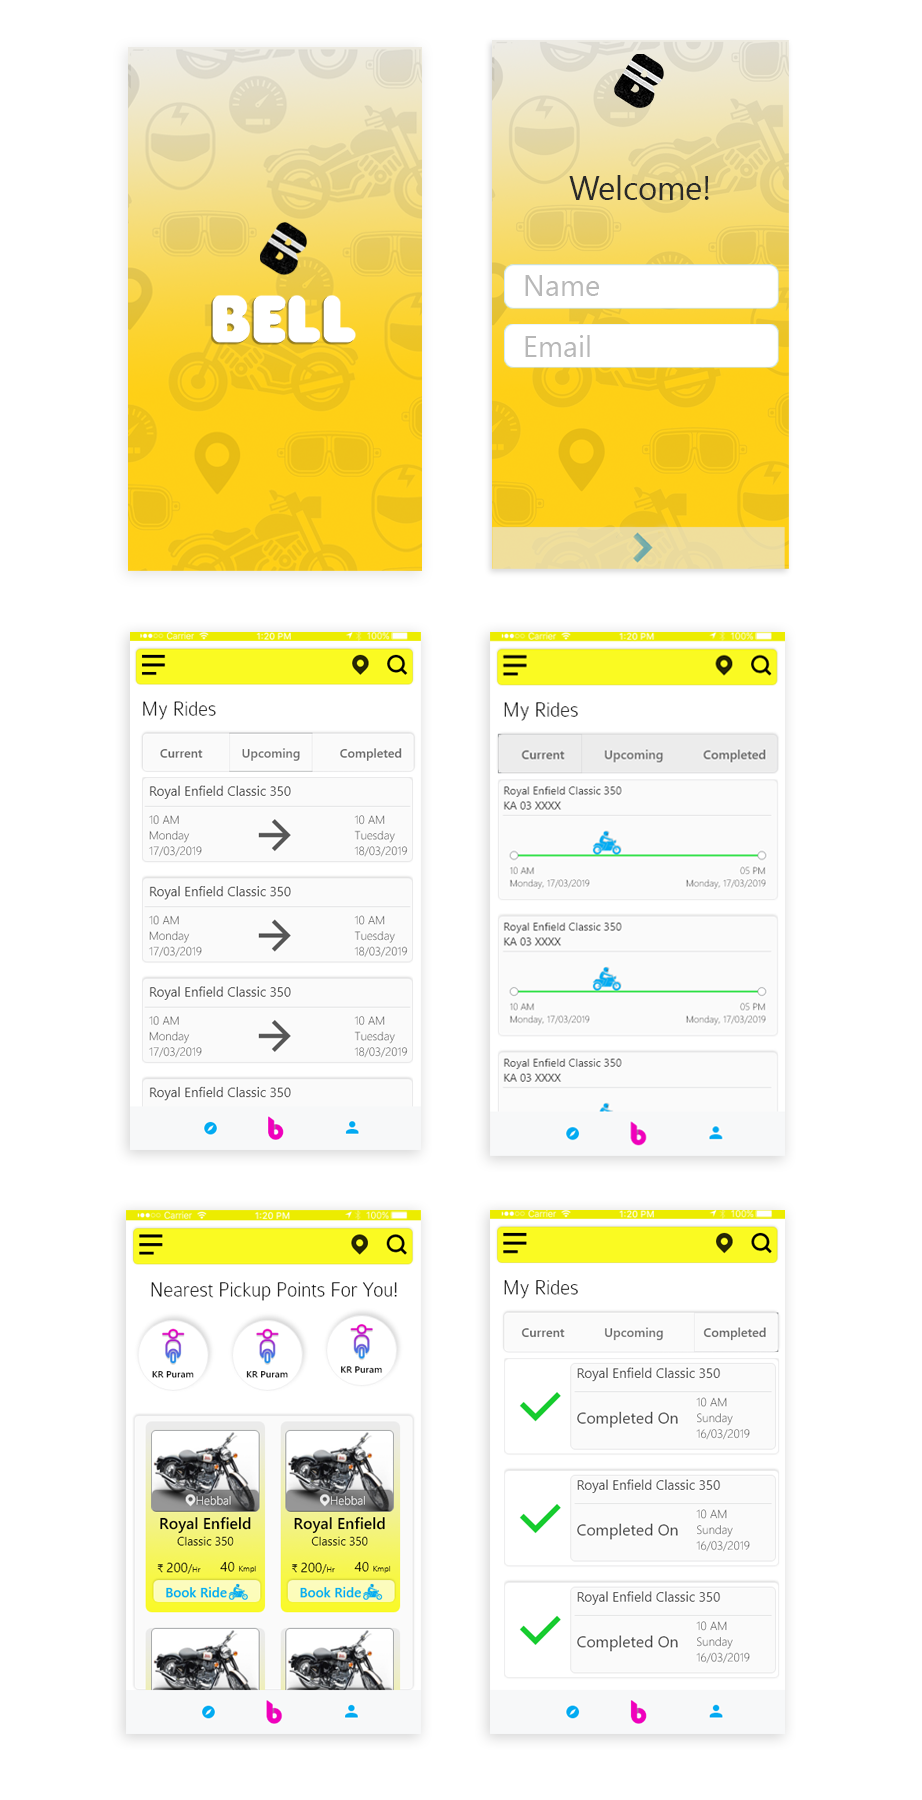 BELL
Welcome!
Name
Email
Carrier 1:20 PM 100%
My Rides
Current Upcoming Completed
Royal Enfield Classic 350
10 AM 10 AM
Monday Tuesday
17/03/2019 18/03/2019
Royal Enfield Classic 350
10 AM 10 AM
Monday Tuesday
17/03/2019 18/03/2019
Royal Enfield Classic 350
10 AM 10 AM
Monday Tuesday
17/03/2019 18/03/2019
Royal Enfield Classic 350
b
Carrier 1:20 PM 100%
My Rides
Current Upcoming Completed
Royal Enfield Classic 350
KA 03 XXXX
10 AM 05 PM
Monday, 17/03/2019 Monday, 17/03/2019
Royal Enfield Classic 350
KA 03 XXXX
10 AM 05 PM
Monday, 17/03/2019 Monday, 17/03/2019
Royal Enfield Classic 350
KA 03 XXXX
b
Carrier 1:20 PM 100%
Nearest Pickup Points For You!
KR Puram KR Puram KR Puram
Hebbal Hebbal
Royal Enfield Royal Enfield
Classic 350 Classic 350
₹ 200/Hr 40 Kmpl ₹ 200/Hr 40 Kmpl
Book Ride Book Ride
b
Carrier 1:20 PM 100%
My Rides
Current Upcoming Completed
Royal Enfield Classic 350
Completed On
10 AM
Sunday
16/03/2019
Royal Enfield Classic 350
Completed On
10 AM
Sunday
16/03/2019
Royal Enfield Classic 350
Completed On
10 AM
Sunday
16/03/2019
b